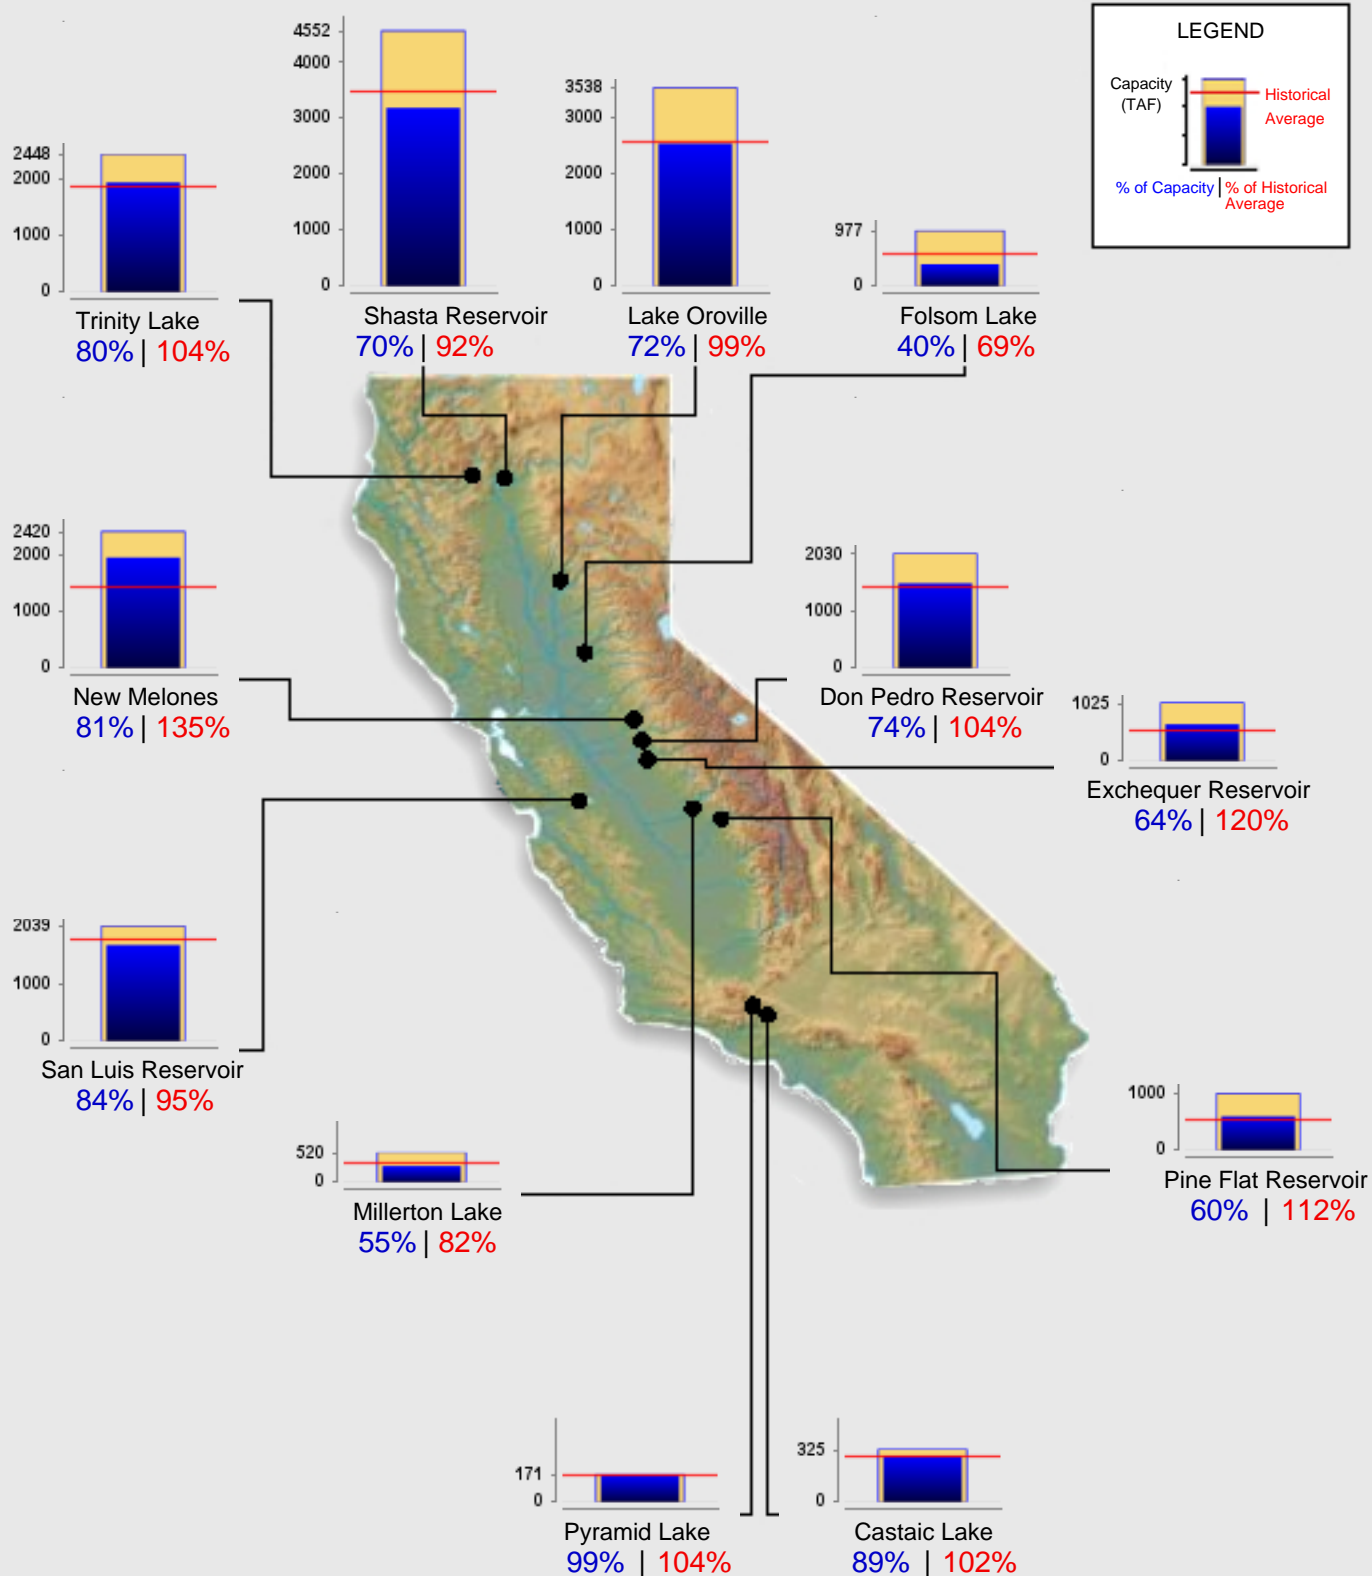 LEGEND
Capacity
(TAF)
Historical
Average
% of Capacity | % of Historical
Average
4552
4000
3000
2000
1000
0
Shasta Reservoir
70% | 92%
3538
3000
2000
1000
0
Lake Oroville
72% | 99%
2448
2000
1000
0
Trinity Lake
80% | 104%
977
0
Folsom Lake
40% | 69%
2420
2000
1000
0
New Melones
81% | 135%
2030
1000
0
Don Pedro Reservoir
74% | 104%
1025
0
Exchequer Reservoir
64% | 120%
2039
1000
0
San Luis Reservoir
84% | 95%
520
0
Millerton Lake
55% | 82%
1000
0
Pine Flat Reservoir
60% | 112%
171
0
Pyramid Lake
99% | 104%
325
0
Castaic Lake
89% | 102%